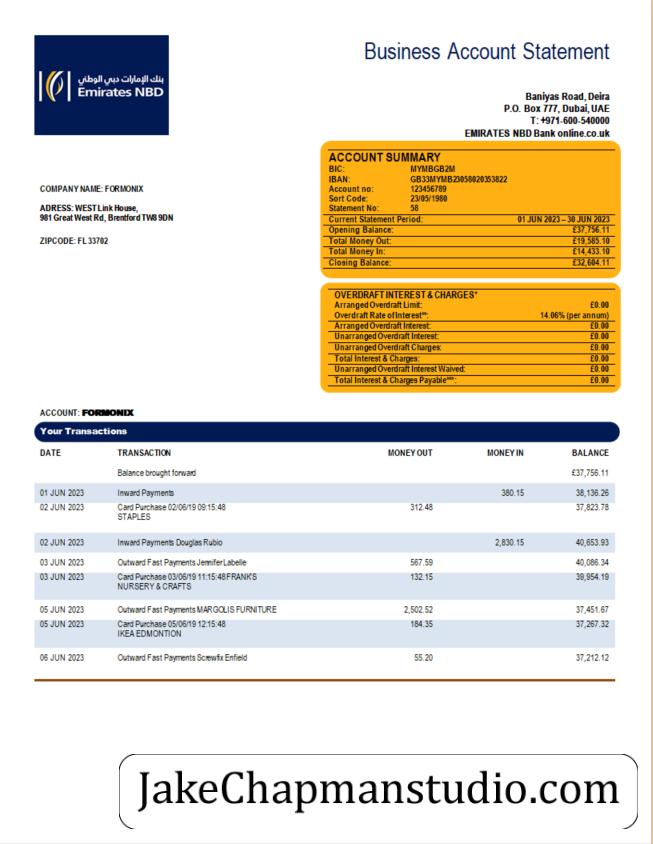 بنك الإمارات دبي الوطني
Emirates NBD
Business Account Statement
Baniyas Road, Deira
P.O. Box 777, Dubai, UAE
T: +971-600-540000
EMIRATES NBD Bank online.co.uk
COMPANY NAME: FORMONIX
ADRESS: WEST Link House,
981 Great West Rd, Brentford TW8 9DN
ZIPCODE: FL 33702
ACCOUNT SUMMARY
BIC: MYMBGB2M
IBAN: GB33MYMB23058020353822
Account no: 123456789
Sort Code: 23/05/1980
Statement No: 58
Current Statement Period: 01 JUN 2023 – 30 JUN 2023
Opening Balance: £37,756.11
Total Money Out: £19,585.10
Total Money In: £14,433.10
Closing Balance: £32,604.11
OVERDRAFT INTEREST & CHARGES*
Arranged Overdraft Limit: £0.00
Overdraft Rate of Interest**: 14.06% (per annum)
Arranged Overdraft Interest: £0.00
Unarranged Overdraft Interest: £0.00
Unarranged Overdraft Charges: £0.00
Total Interest & Charges: £0.00
Unarranged Overdraft Interest Waived: £0.00
Total Interest & Charges Payable***: £0.00
ACCOUNT: FORMONIX
Your Transactions
DATE TRANSACTION MONEY OUT MONEY IN BALANCE
Balance brought forward £37,756.11
01 JUN 2023 Inward Payments 380.15 38,136.26
02 JUN 2023 Card Purchase 02/06/19 09:15:48 312.48 37,823.78
STAPLES
02 JUN 2023 Inward Payments Douglas Rubio 2,830.15 40,653.93
03 JUN 2023 Outward Fast Payments Jennifer Labelle 567.59 40,086.34
03 JUN 2023 Card Purchase 03/06/19 11:15:48 FRANK'S 132.15 39,954.19
NURSERY & CRAFTS
05 JUN 2023 Outward Fast Payments MARGOLIS FURNITURE 2,502.52 37,451.67
05 JUN 2023 Card Purchase 05/06/19 12:15:48 184.35 37,267.32
IKEA EDMONTION
06 JUN 2023 Outward Fast Payments Screwfix Enfield 55.20 37,212.12
JakeChapmanstudio.com